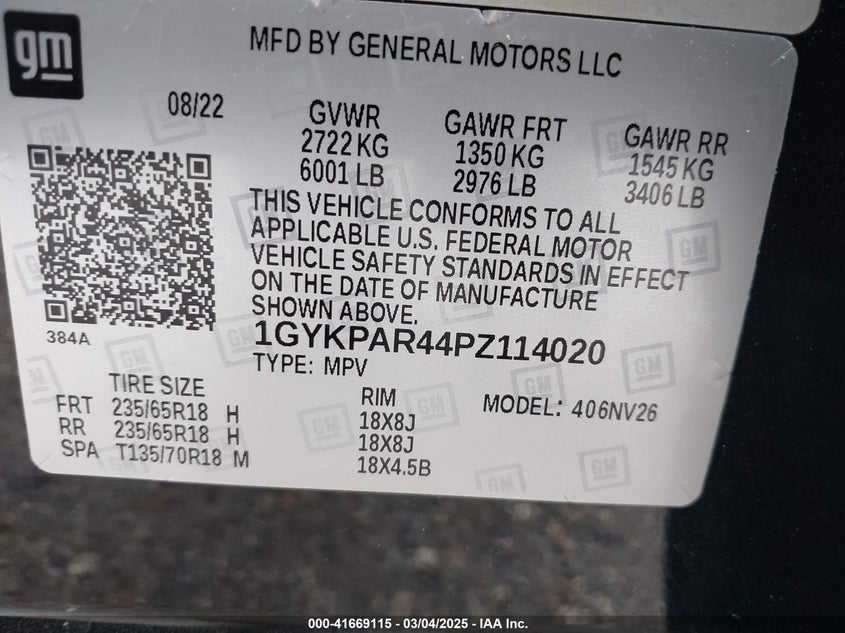 gm
MFD BY GENERAL MOTORS LLC
08/22
GVWR
2722 KG
6001 LB
GAWR FRT
1350 KG
2976 LB
GAWR RR
1545 KG
3406 LB
THIS VEHICLE CONFORMS TO ALL
APPLICABLE U.S. FEDERAL MOTOR
VEHICLE SAFETY STANDARDS IN EFFECT
ON THE DATE OF MANUFACTURE
SHOWN ABOVE.
384A
1GYKPAR44PZ114020
TYPE: MPV
TIRE SIZE
FRT 235/65R18 H
RR 235/65R18 H
SPA T135/70R18 M
RIM
18X8J
18X8J
18X4.5B
MODEL: 406NV26
000-41669115 - 03/04/2025 - IAA Inc.